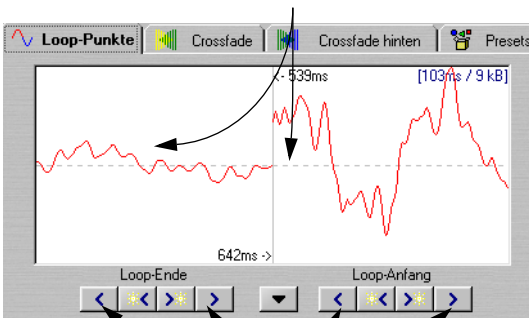 Loop-Punkte Crossfade Crossfade hinten Presets
<- 539ms [103ms / 9 kB]
642ms ->
Loop-Ende Loop-Anfang